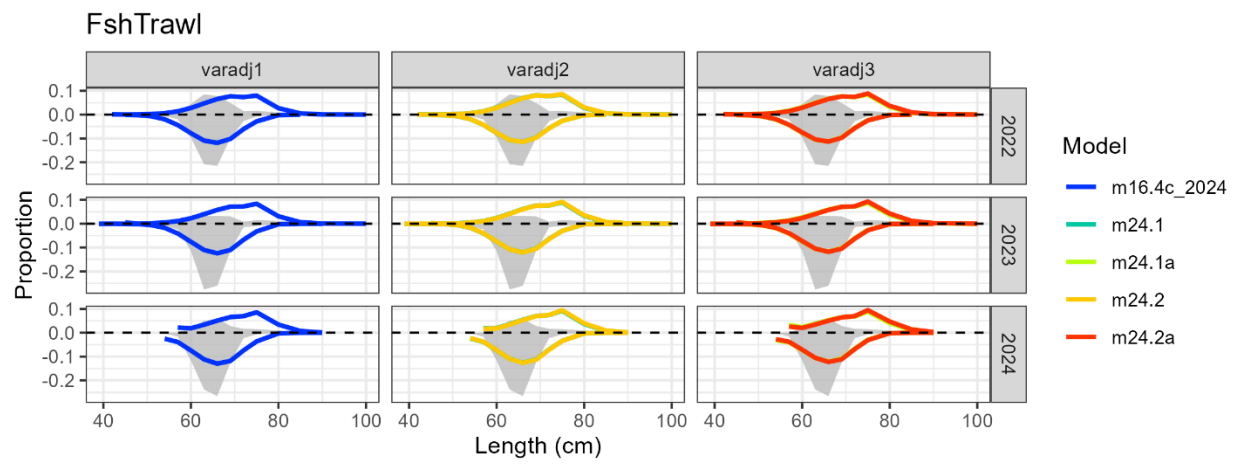 FshTrawl
varadj1 varadj2 varadj3
0.1
0.0
-0.1
-0.2
2022
0.1
0.0
-0.1
-0.2
2023
0.1
0.0
-0.1
-0.2
2024
40 60 80 100 40 60 80 100 40 60 80 100
Length (cm)
Proportion
Model
m16.4c_2024
m24.1
m24.1a
m24.2
m24.2a